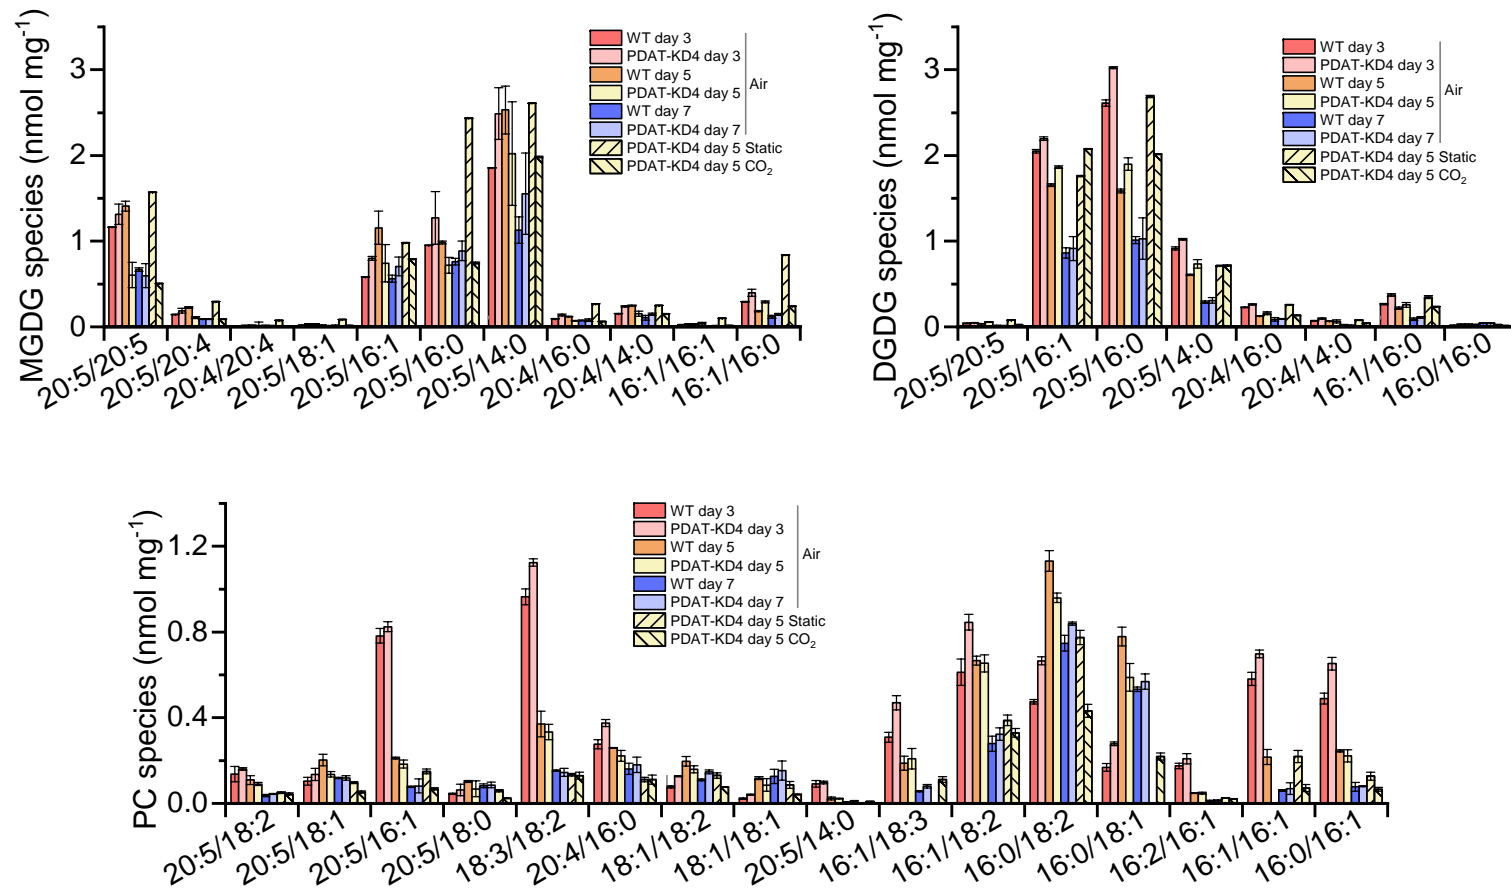 MGDG species (nmol mg⁻¹)
3
2
1
0
WT day 3
PDAT-KD4 day 3
WT day 5
PDAT-KD4 day 5
WT day 7
PDAT-KD4 day 7
PDAT-KD4 day 5 Static
PDAT-KD4 day 5 CO₂
Air
20:5/20:5
20:5/20:4
20:4/20:4
20:5/18:1
20:5/16:1
20:5/16:0
20:5/14:0
20:4/16:0
20:4/14:0
16:1/16:1
16:1/16:0
DGDG species (nmol mg⁻¹)
3
2
1
0
WT day 3
PDAT-KD4 day 3
WT day 5
PDAT-KD4 day 5
WT day 7
PDAT-KD4 day 7
PDAT-KD4 day 5 Static
PDAT-KD4 day 5 CO₂
Air
20:5/20:5
20:5/16:1
20:5/16:0
20:5/14:0
20:4/16:0
20:4/14:0
16:1/16:0
16:0/16:0
PC species (nmol mg⁻¹)
1.2
0.8
0.4
0.0
WT day 3
PDAT-KD4 day 3
WT day 5
PDAT-KD4 day 5
WT day 7
PDAT-KD4 day 7
PDAT-KD4 day 5 Static
PDAT-KD4 day 5 CO₂
Air
20:5/18:2
20:5/18:1
20:5/16:1
20:5/18:0
18:3/18:2
20:4/16:0
18:1/18:2
18:1/18:1
20:5/14:0
16:1/18:3
16:1/18:2
16:0/18:2
16:0/18:1
16:2/16:1
16:1/16:1
16:0/16:1